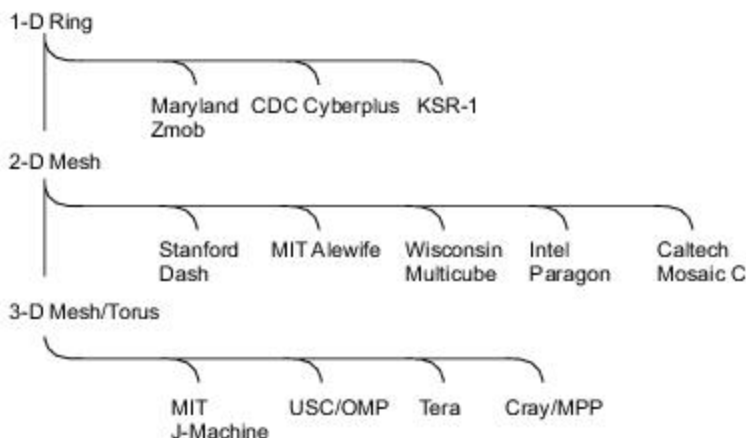 1-D Ring
Maryland Zmob
CDC Cyberplus
KSR-1
2-D Mesh
Stanford Dash
MIT Alewife
Wisconsin Multicube
Intel Paragon
Caltech Mosaic C
3-D Mesh/Torus
MIT J-Machine
USC/OMP
Tera
Cray/MPP